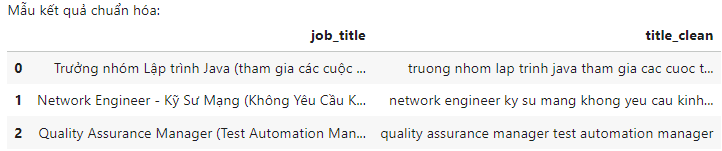 Mẫu kết quả chuẩn hóa:
job_title title_clean
0 Trưởng nhóm Lập trình Java (tham gia các cuộc ... truong nhom lap trinh java tham gia cac cuoc t...
1 Network Engineer - Kỹ Sư Mạng (Không Yêu Cầu K... network engineer ky su mang khong yeu cau kinh...
2 Quality Assurance Manager (Test Automation Man... quality assurance manager test automation manager